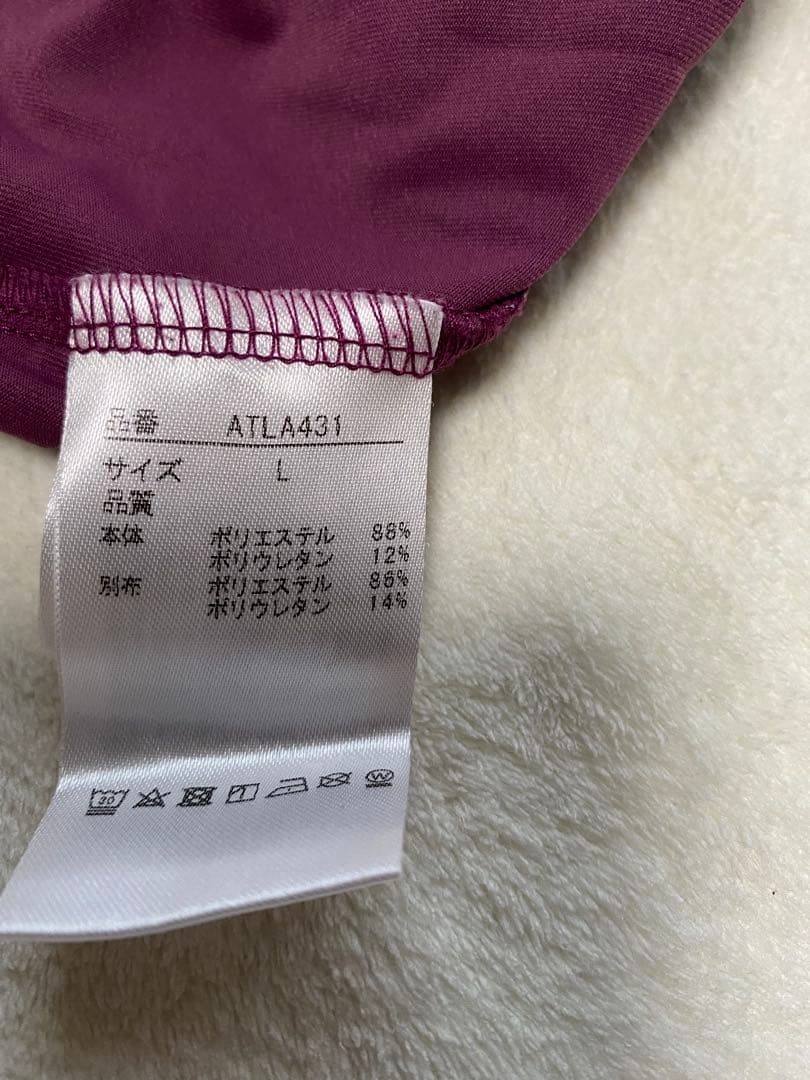 品番 ATLA431
サイズ L
品質
本体 ポリエステル 88%
ポリウレタン 12%
別布 ポリエステル 86%
ポリウレタン 14%
30
W